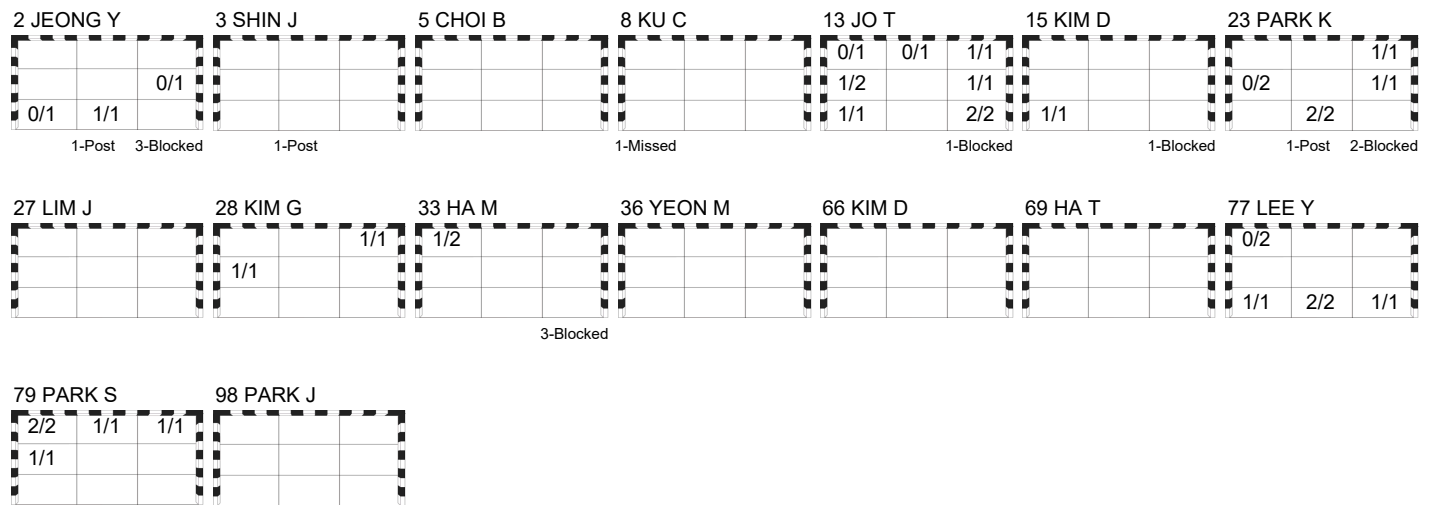 2 JEONG Y 3 SHIN J 5 CHOI B 8 KU C 13 JO T 15 KIM D 23 PARK K
0/1 0/1 1/1 1/1
0/1 1/2 1/1 0/2 1/1
0/1 1/1 1/1 2/2 1/1 2/2
1-Post 3-Blocked 1-Post 1-Missed 1-Blocked 1-Blocked 1-Post 2-Blocked
27 LIM J 28 KIM G 33 HA M 36 YEON M 66 KIM D 69 HA T 77 LEE Y
1/1 1/2 0/2
1/1
1/1 2/2 1/1
3-Blocked
79 PARK S 98 PARK J
2/2 1/1 1/1
1/1